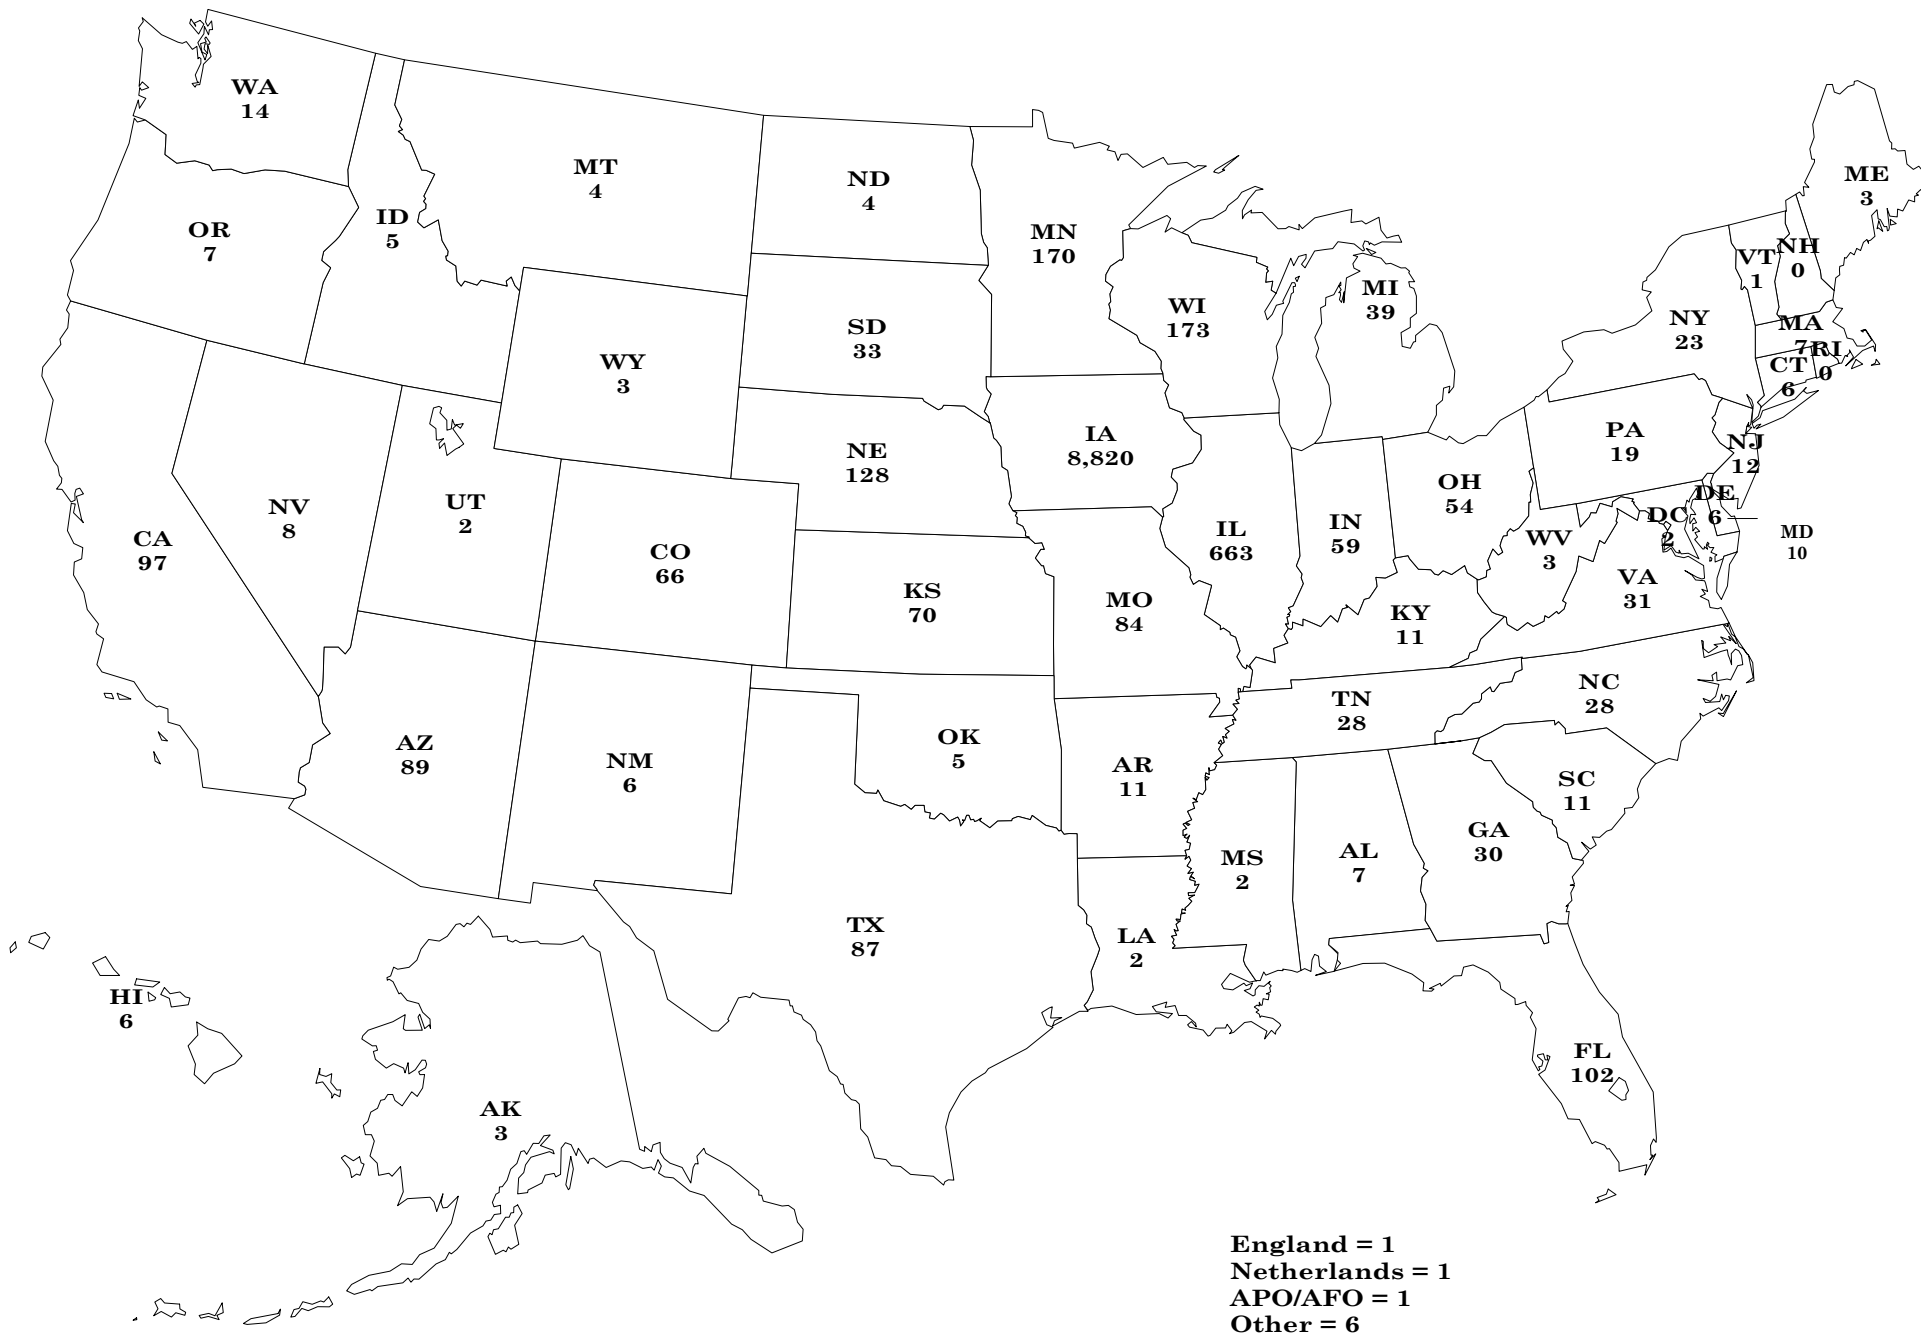 WA
14
MT
4
ND
4
ME
3
ID
5
OR
7
MN
170
NH
0
VT
1
MI
39
WI
173
NY
23
MA
7
RI
0
SD
33
WY
3
CT
6
IA
8,820
PA
19
NJ
12
NE
128
OH
54
DE
6
DC
2
MD
10
UT
2
NV
8
IN
59
IL
663
WV
3
CA
97
CO
66
VA
31
KS
70
MO
84
KY
11
NC
28
TN
28
AZ
89
NM
6
OK
5
AR
11
SC
11
GA
30
MS
2
AL
7
TX
87
LA
2
HI
6
FL
102
AK
3
England = 1
Netherlands = 1
APO/AFO = 1
Other = 6